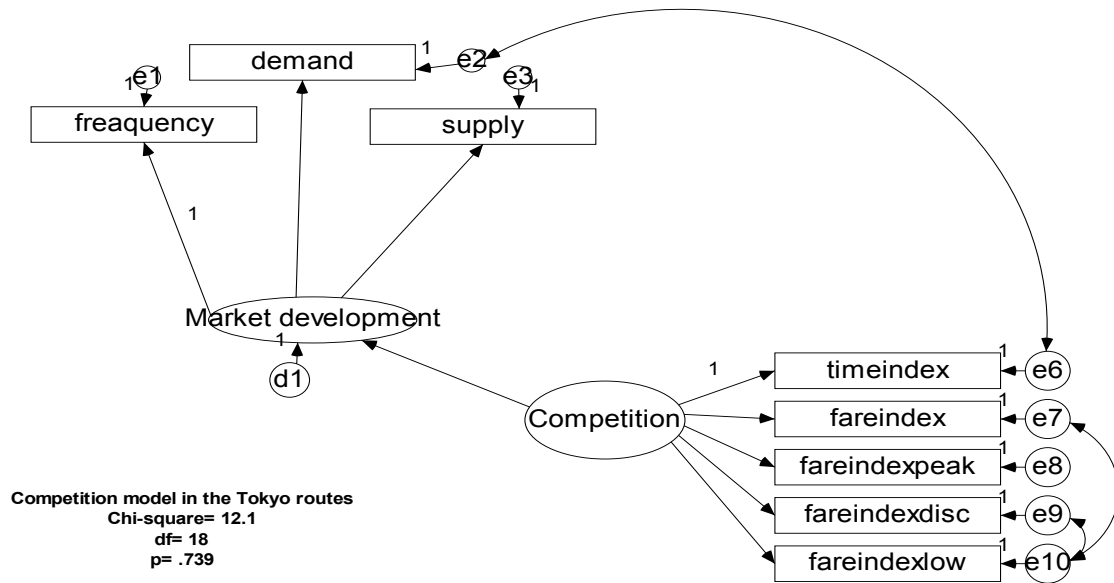 1
demand
e2
1
e1
e3
1
freaquency
supply
1
Market development
1
d1
1
timeindex
1
e6
Competition
fareindex
1
e7
fareindexpeak
1
e8
fareindexdisc
1
e9
fareindexlow
1
e10
Competition model in the Tokyo routes
Chi-square= 12.1
df= 18
p= .739